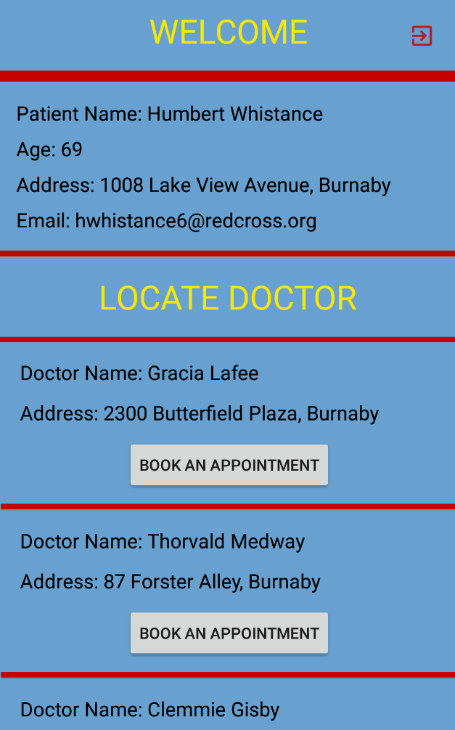 WELCOME
Patient Name: Humbert Whistance
Age: 69
Address: 1008 Lake View Avenue, Burnaby
Email: hwhistance6@redcross.org
LOCATE DOCTOR
Doctor Name: Gracia Lafee
Address: 2300 Butterfield Plaza, Burnaby
BOOK AN APPOINTMENT
Doctor Name: Thorvald Medway
Address: 87 Forster Alley, Burnaby
BOOK AN APPOINTMENT
Doctor Name: Clemmie Gisby